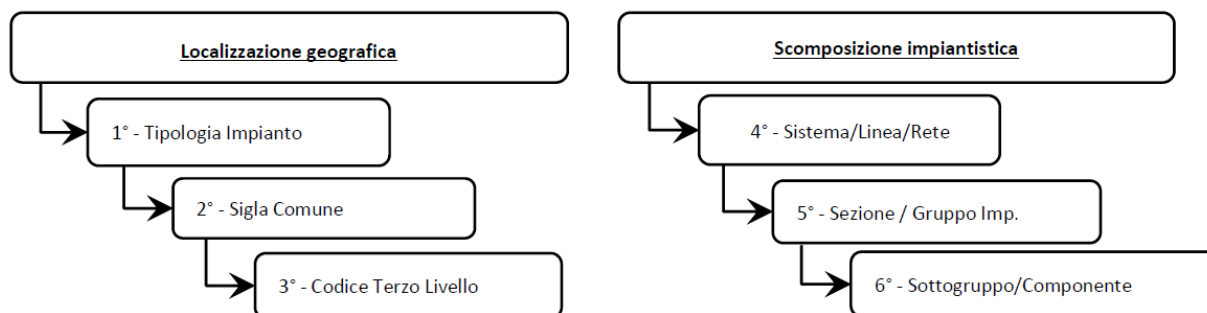 Localizzazione geografica
1° - Tipologia Impianto
2° - Sigla Comune
3° - Codice Terzo Livello
Scomposizione impiantistica
4° - Sistema/Linea/Rete
5° - Sezione / Gruppo Imp.
6° - Sottogruppo/Componente